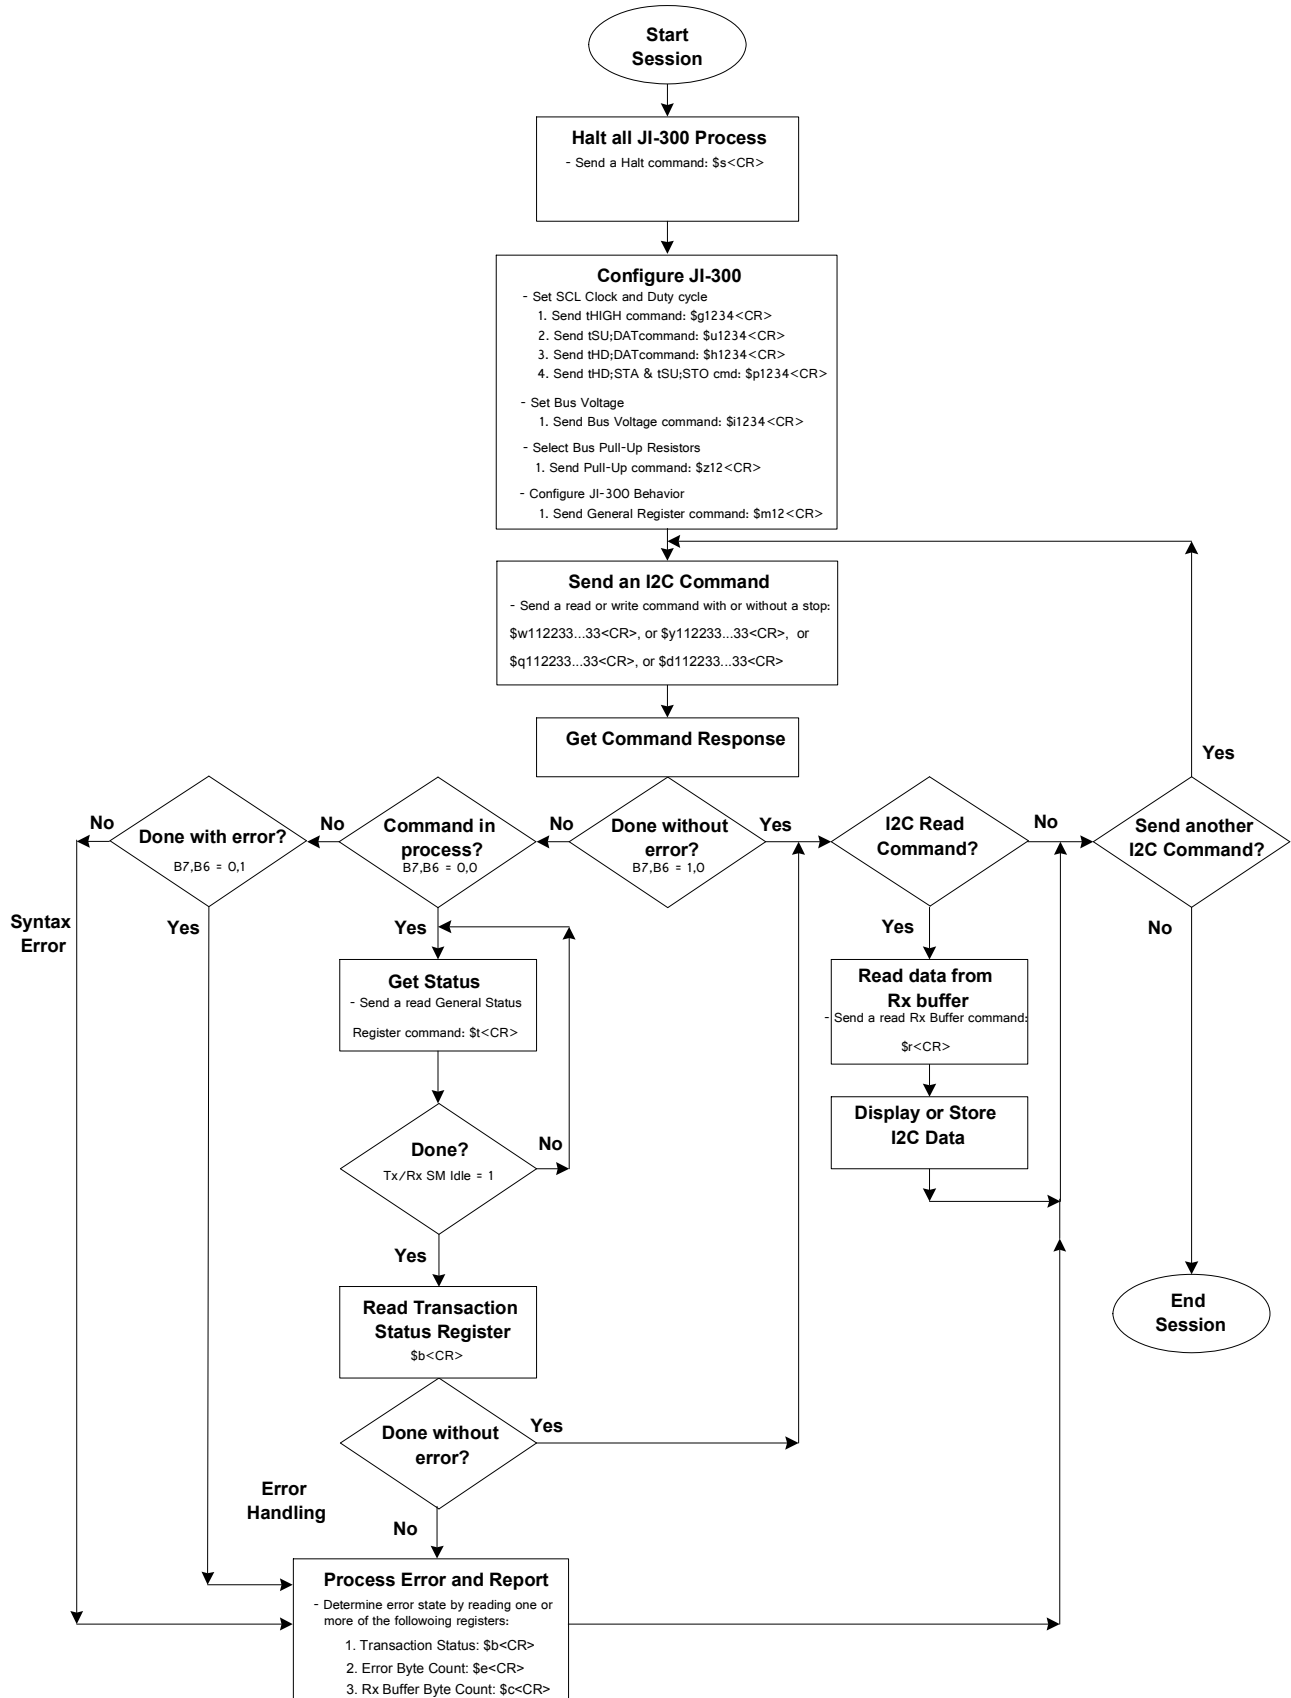 Start
Session
Halt all JI-300 Process
- Send a Halt command: $s<CR>
Configure JI-300
- Set SCL Clock and Duty cycle
1. Send tHIGH command: $g1234<CR>
2. Send tSU;DATcommand: $u1234<CR>
3. Send tHD;DATcommand: $h1234<CR>
4. Send tHD;STA & tSU;STO cmd: $p1234<CR>
- Set Bus Voltage
1. Send Bus Voltage command: $i1234<CR>
- Select Bus Pull-Up Resistors
1. Send Pull-Up command: $z12<CR>
- Configure JI-300 Behavior
1. Send General Register command: $m12<CR>
Send an I2C Command
- Send a read or write command with or without a stop:
$w112233...33<CR>, or $y112233...33<CR>, or
$q112233...33<CR>, or $d112233...33<CR>
Get Command Response
Yes
No
Done with error?
B7,B6 = 0,1
No
Command in
process?
B7,B6 = 0,0
No
Done without
error?
B7,B6 = 1,0
Yes
I2C Read
Command?
No
Send another
I2C Command?
Syntax
Error
Yes
Yes
Yes
No
Get Status
- Send a read General Status
Register command: $t<CR>
Read data from
Rx buffer
- Send a read Rx Buffer command:
$r<CR>
Display or Store
I2C Data
Done?
Tx/Rx SM Idle = 1
No
Yes
Read Transaction
Status Register
$b<CR>
End
Session
Done without
error?
Yes
Error
Handling
No
Process Error and Report
- Determine error state by reading one or
more of the followoing registers:
1. Transaction Status: $b<CR>
2. Error Byte Count: $e<CR>
3. Rx Buffer Byte Count: $c<CR>